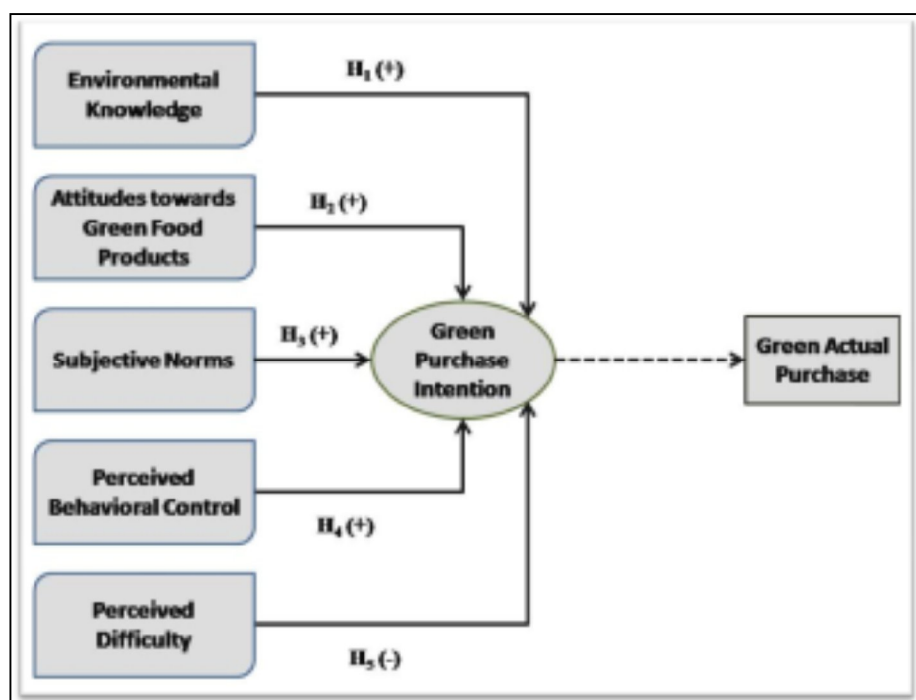 Environmental
Knowledge
H₁ (+)
Attitudes towards
Green Food
Products
H₂ (+)
Subjective Norms
H₃ (+)
Green
Purchase
Intention
Green Actual
Purchase
Perceived
Behavioral Control
H₄ (+)
Perceived
Difficulty
H₅ (-)